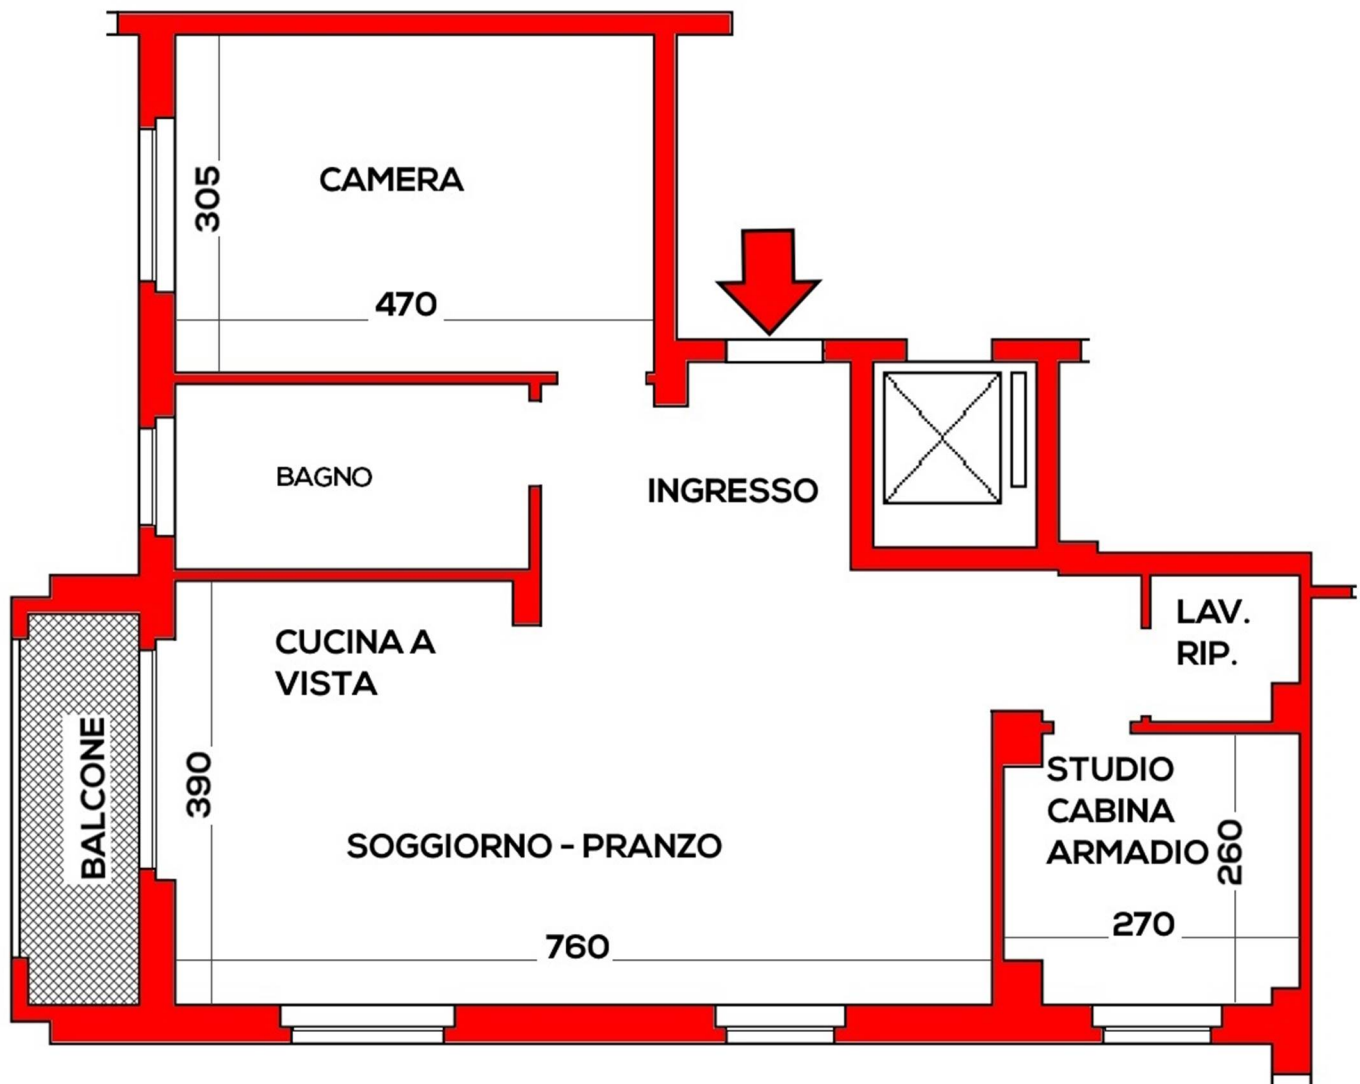 CAMERA
305
470
BAGNO
INGRESSO
LAV.
RIP.
CUCINA A
VISTA
BALCONE
390
STUDIO
CABINA
ARMADIO
260
SOGGIORNO - PRANZO
270
760